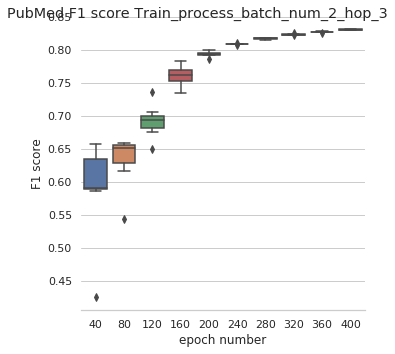 PubMed F1 score Train_process_batch_num_2_hop_3
0.85
0.80
0.75
0.70
0.65
0.60
0.55
0.50
0.45
F1 score
40 80 120 160 200 240 280 320 360 400
epoch number